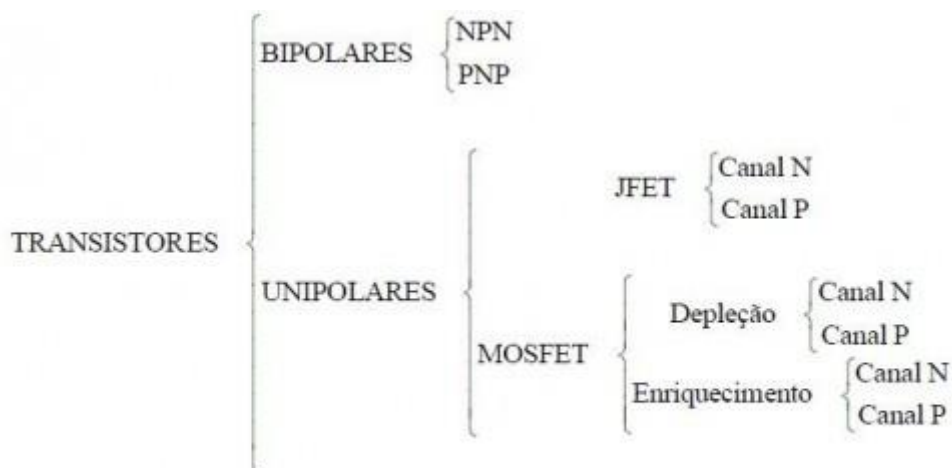 BIPOLARES
NPN
PNP
TRANSISTORES
UNIPOLARES
JFET
Canal N
Canal P
MOSFET
Depleção
Canal N
Canal P
Enriquecimento
Canal N
Canal P